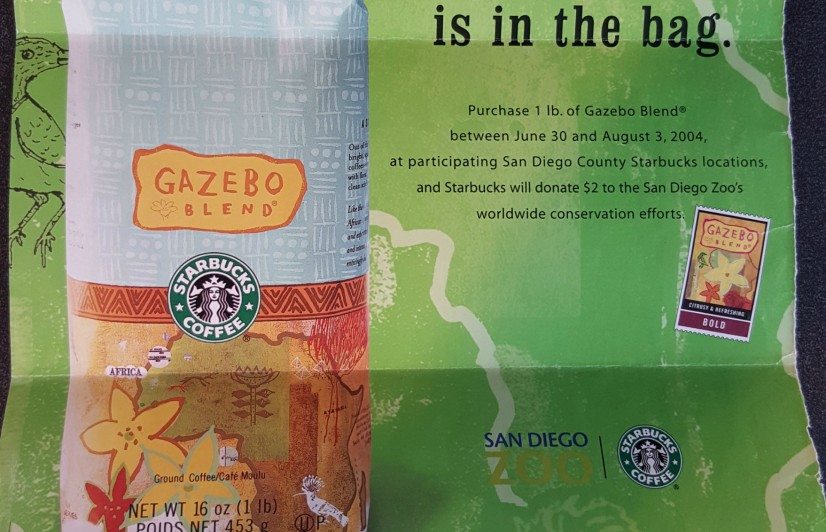 is in the bag.
Purchase 1 lb. of Gazebo Blend®
between June 30 and August 3, 2004,
at participating San Diego County Starbucks locations,
and Starbucks will donate $2 to the San Diego Zoo's
worldwide conservation efforts.
GAZEBO
BLEND®
STARBUCKS
COFFEE
®
AFRICA
Ground Coffee/Café Moulu
NET WT 16 oz (1 lb)
POIDS NET 453 g
U P
GAZEBO
BLEND®
CITRUSY & REFRESHING
BOLD
SAN DIEGO
ZOO
STARBUCKS
COFFEE
®